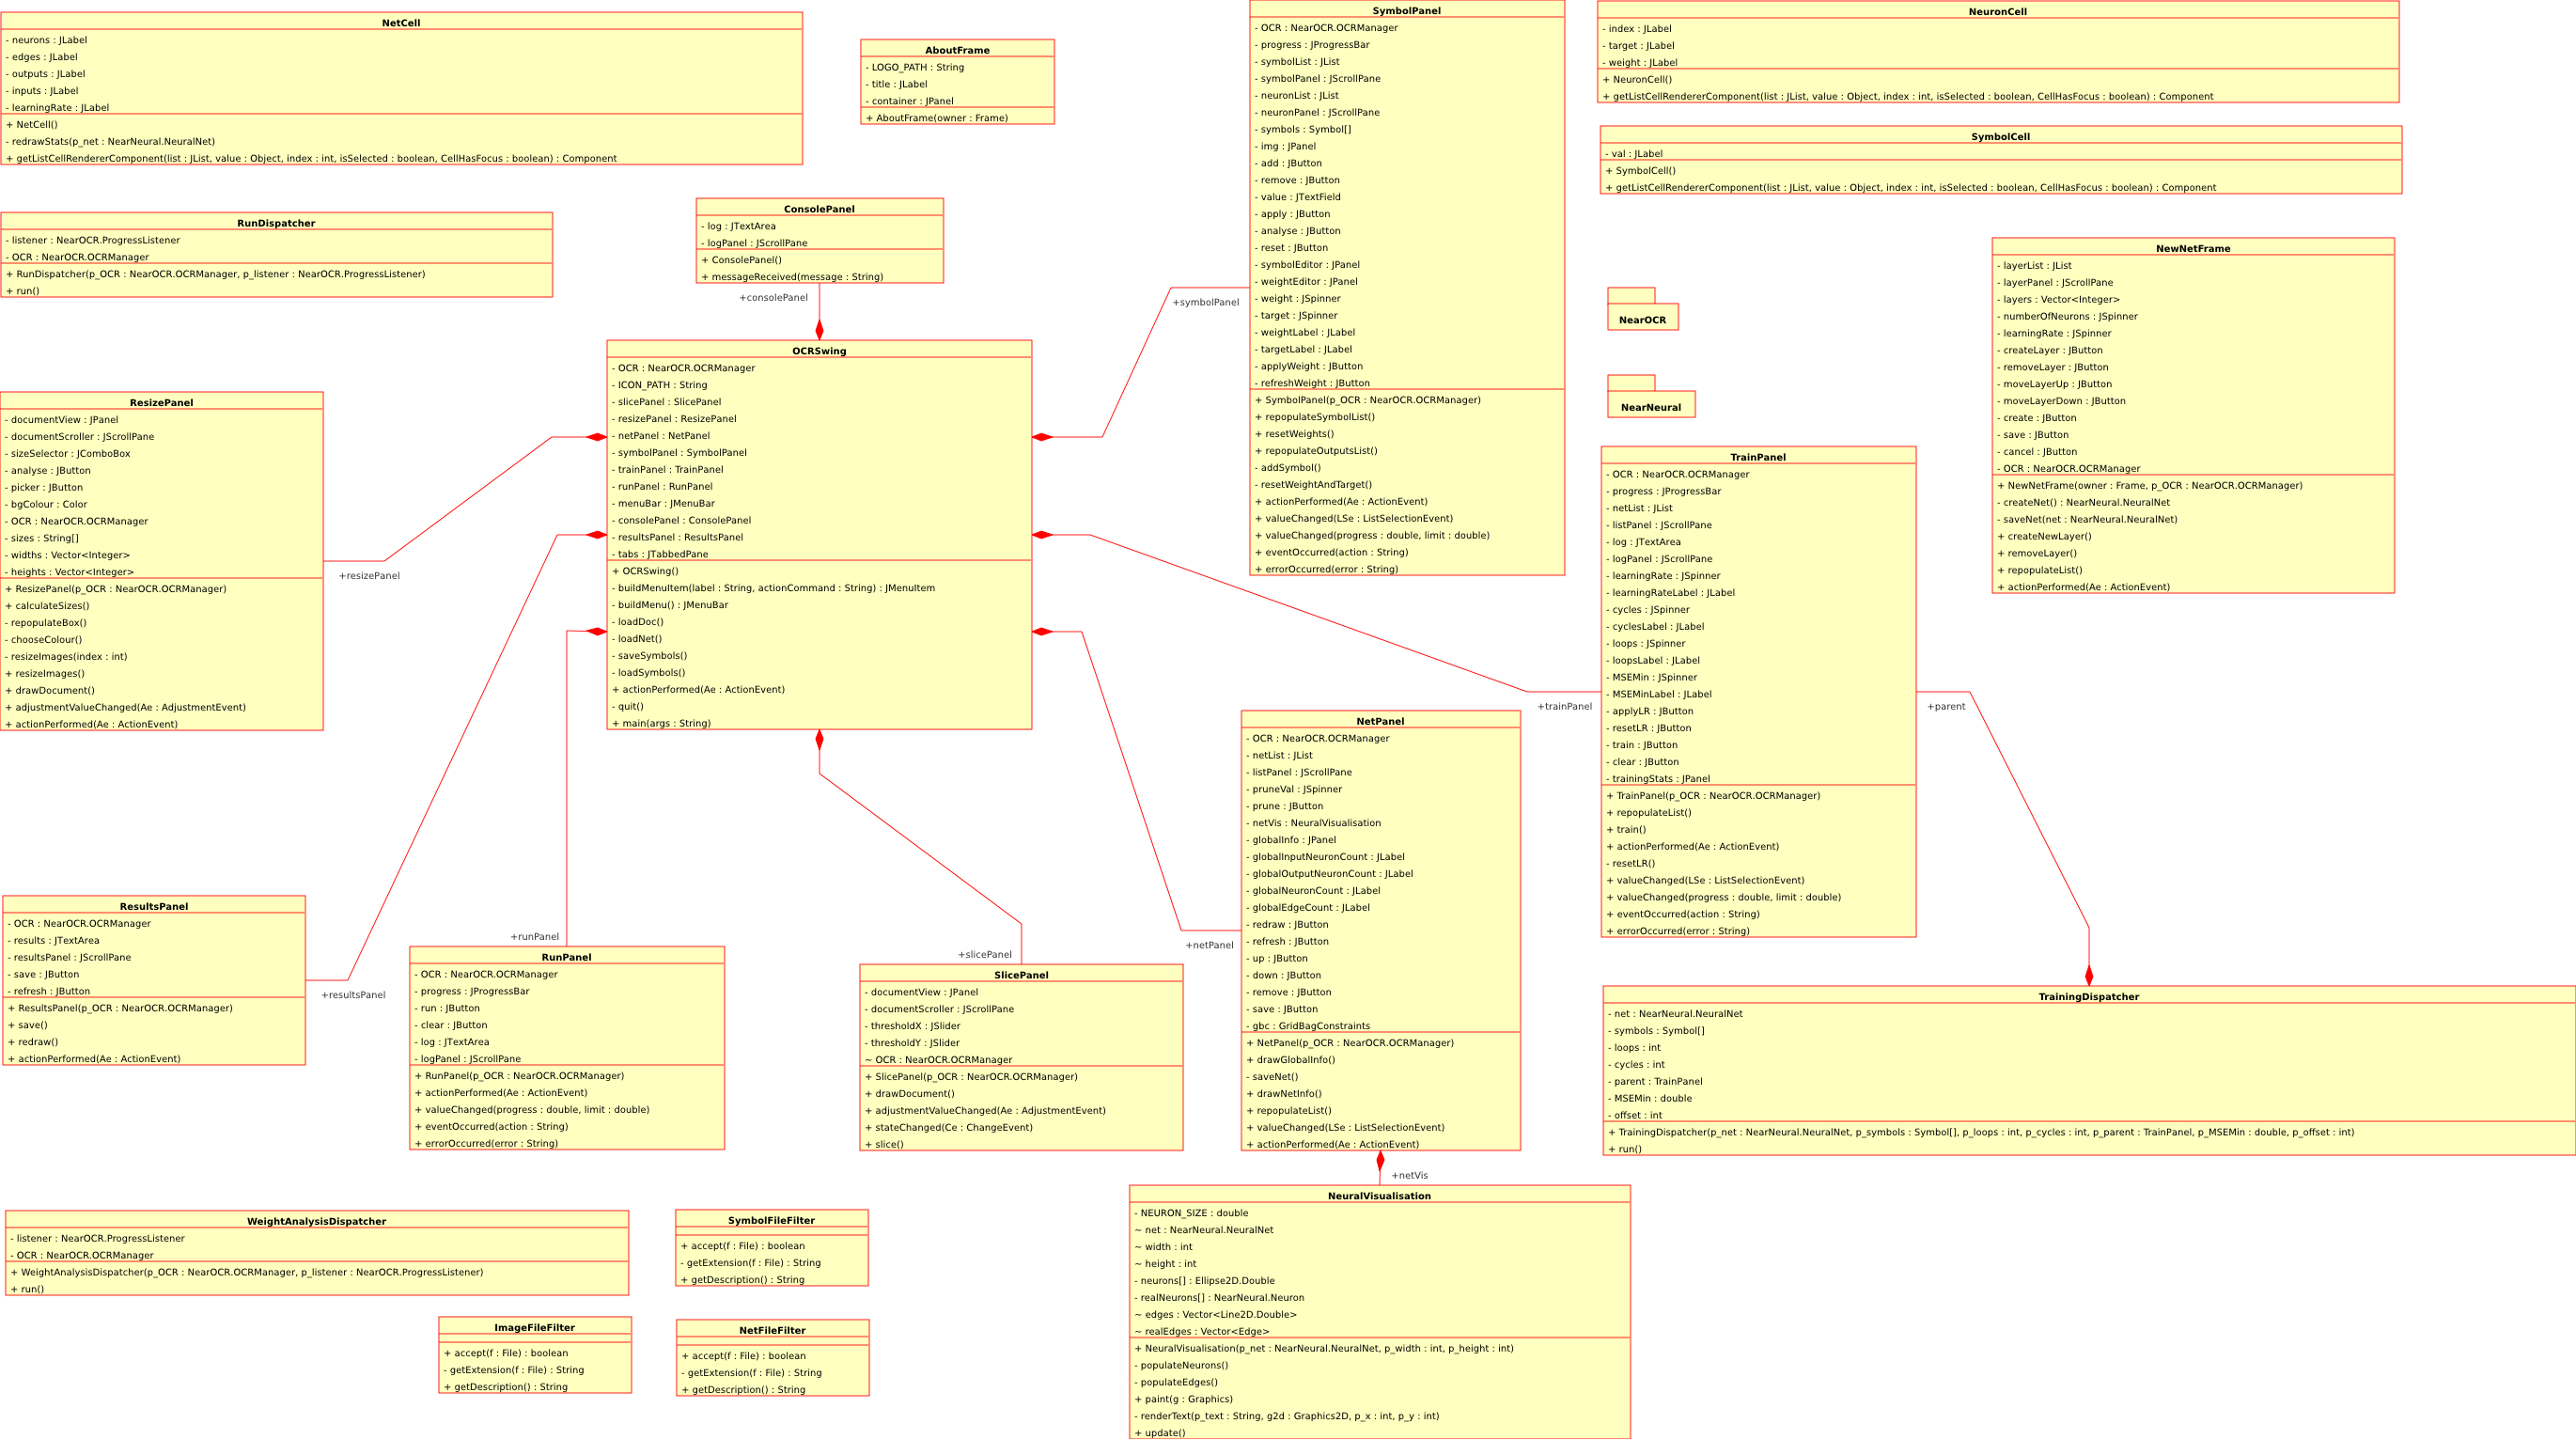 NetCell
- neurons : JLabel
- edges : JLabel
- outputs : JLabel
- inputs : JLabel
- learningRate : JLabel
+ NetCell()
- redrawStats(p_net : NearNeural.NeuralNet)
+ getListCellRendererComponent(list : JList, value : Object, index : int, isSelected : boolean, CellHasFocus : boolean) : Component
AboutFrame
- LOGO_PATH : String
- title : JLabel
- container : JPanel
+ AboutFrame(owner : Frame)
SymbolPanel
- OCR : NearOCR.OCRManager
- progress : JProgressBar
- symbolList : JList
- symbolPanel : JScrollPane
- neuronList : JList
- neuronPanel : JScrollPane
- symbols : Symbol[]
- img : JPanel
- add : JButton
- remove : JButton
- value : JTextField
- apply : JButton
- analyse : JButton
- reset : JButton
- symbolEditor : JPanel
- weightEditor : JPanel
- weight : JSpinner
- target : JSpinner
- weightLabel : JLabel
- targetLabel : JLabel
- applyWeight : JButton
- refreshWeight : JButton
+ SymbolPanel(p_OCR : NearOCR.OCRManager)
+ repopulateSymbolList()
+ resetWeights()
+ repopulateOutputsList()
- addSymbol()
- resetWeightAndTarget()
+ actionPerformed(Ae : ActionEvent)
+ valueChanged(LSe : ListSelectionEvent)
+ valueChanged(progress : double, limit : double)
+ eventOccurred(action : String)
+ errorOccurred(error : String)
NeuronCell
- index : JLabel
- target : JLabel
- weight : JLabel
+ NeuronCell()
+ getListCellRendererComponent(list : JList, value : Object, index : int, isSelected : boolean, CellHasFocus : boolean) : Component
SymbolCell
- val : JLabel
+ SymbolCell()
+ getListCellRendererComponent(list : JList, value : Object, index : int, isSelected : boolean, CellHasFocus : boolean) : Component
RunDispatcher
- listener : NearOCR.ProgressListener
- OCR : NearOCR.OCRManager
+ RunDispatcher(p_OCR : NearOCR.OCRManager, p_listener : NearOCR.ProgressListener)
+ run()
ConsolePanel
- log : JTextArea
- logPanel : JScrollPane
+ ConsolePanel()
+ messageReceived(message : String)
+consolePanel
+symbolPanel
NearOCR
NearNeural
NewNetFrame
- layerList : JList
- layerPanel : JScrollPane
- layers : Vector<Integer>
- numberOfNeurons : JSpinner
- learningRate : JSpinner
- createLayer : JButton
- removeLayer : JButton
- moveLayerUp : JButton
- moveLayerDown : JButton
- create : JButton
- save : JButton
- cancel : JButton
- OCR : NearOCR.OCRManager
+ NewNetFrame(owner : Frame, p_OCR : NearOCR.OCRManager)
- createNet() : NearNeural.NeuralNet
- saveNet(net : NearNeural.NeuralNet)
+ createNewLayer()
+ removeLayer()
+ repopulateList()
+ actionPerformed(Ae : ActionEvent)
OCRSwing
- OCR : NearOCR.OCRManager
- ICON_PATH : String
- slicePanel : SlicePanel
- resizePanel : ResizePanel
- netPanel : NetPanel
- symbolPanel : SymbolPanel
- trainPanel : TrainPanel
- runPanel : RunPanel
- menuBar : JMenuBar
- consolePanel : ConsolePanel
- resultsPanel : ResultsPanel
- tabs : JTabbedPane
+ OCRSwing()
- buildMenuItem(label : String, actionCommand : String) : JMenuItem
- buildMenu() : JMenuBar
- loadDoc()
- loadNet()
- saveSymbols()
- loadSymbols()
+ actionPerformed(Ae : ActionEvent)
- quit()
+ main(args : String)
ResizePanel
- documentView : JPanel
- documentScroller : JScrollPane
- sizeSelector : JComboBox
- analyse : JButton
- picker : JButton
- bgColour : Color
- OCR : NearOCR.OCRManager
- sizes : String[]
- widths : Vector<Integer>
- heights : Vector<Integer>
+ ResizePanel(p_OCR : NearOCR.OCRManager)
+ calculateSizes()
- repopulateBox()
- chooseColour()
- resizeImages(index : int)
+ resizeImages()
+ drawDocument()
+ adjustmentValueChanged(Ae : AdjustmentEvent)
+ actionPerformed(Ae : ActionEvent)
+resizePanel
TrainPanel
- OCR : NearOCR.OCRManager
- progress : JProgressBar
- netList : JList
- listPanel : JScrollPane
- log : JTextArea
- logPanel : JScrollPane
- learningRate : JSpinner
- learningRateLabel : JLabel
- cycles : JSpinner
- cyclesLabel : JLabel
- loops : JSpinner
- loopsLabel : JLabel
- MSEMin : JSpinner
- MSEMinLabel : JLabel
- applyLR : JButton
- resetLR : JButton
- train : JButton
- clear : JButton
- trainingStats : JPanel
+ TrainPanel(p_OCR : NearOCR.OCRManager)
+ repopulateList()
+ train()
+ actionPerformed(Ae : ActionEvent)
- resetLR()
+ valueChanged(LSe : ListSelectionEvent)
+ valueChanged(progress : double, limit : double)
+ eventOccurred(action : String)
+ errorOccurred(error : String)
+trainPanel
+parent
NetPanel
- OCR : NearOCR.OCRManager
- netList : JList
- listPanel : JScrollPane
- pruneVal : JSpinner
- prune : JButton
- netVis : NeuralVisualisation
- globalInfo : JPanel
- globalInputNeuronCount : JLabel
- globalOutputNeuronCount : JLabel
- globalNeuronCount : JLabel
- globalEdgeCount : JLabel
- redraw : JButton
- refresh : JButton
- up : JButton
- down : JButton
- remove : JButton
- save : JButton
- gbc : GridBagConstraints
+ NetPanel(p_OCR : NearOCR.OCRManager)
+ drawGlobalInfo()
- saveNet()
+ drawNetInfo()
+ repopulateList()
+ valueChanged(LSe : ListSelectionEvent)
+ actionPerformed(Ae : ActionEvent)
+netPanel
ResultsPanel
- OCR : NearOCR.OCRManager
- results : JTextArea
- resultsPanel : JScrollPane
- save : JButton
- refresh : JButton
+ ResultsPanel(p_OCR : NearOCR.OCRManager)
+ save()
+ redraw()
+ actionPerformed(Ae : ActionEvent)
+resultsPanel
+runPanel
RunPanel
- OCR : NearOCR.OCRManager
- progress : JProgressBar
- run : JButton
- clear : JButton
- log : JTextArea
- logPanel : JScrollPane
+ RunPanel(p_OCR : NearOCR.OCRManager)
+ actionPerformed(Ae : ActionEvent)
+ valueChanged(progress : double, limit : double)
+ eventOccurred(action : String)
+ errorOccurred(error : String)
+slicePanel
SlicePanel
- documentView : JPanel
- documentScroller : JScrollPane
- thresholdX : JSlider
- thresholdY : JSlider
~ OCR : NearOCR.OCRManager
+ SlicePanel(p_OCR : NearOCR.OCRManager)
+ drawDocument()
+ adjustmentValueChanged(Ae : AdjustmentEvent)
+ stateChanged(Ce : ChangeEvent)
+ slice()
TrainingDispatcher
- net : NearNeural.NeuralNet
- symbols : Symbol[]
- loops : int
- cycles : int
- parent : TrainPanel
- MSEMin : double
- offset : int
+ TrainingDispatcher(p_net : NearNeural.NeuralNet, p_symbols : Symbol[], p_loops : int, p_cycles : int, p_parent : TrainPanel, p_MSEMin : double, p_offset : int)
+ run()
+netVis
NeuralVisualisation
- NEURON_SIZE : double
~ net : NearNeural.NeuralNet
~ width : int
~ height : int
- neurons[] : Ellipse2D.Double
- realNeurons[] : NearNeural.Neuron
~ edges : Vector<Line2D.Double>
~ realEdges : Vector<Edge>
+ NeuralVisualisation(p_net : NearNeural.NeuralNet, p_width : int, p_height : int)
- populateNeurons()
- populateEdges()
+ paint(g : Graphics)
- renderText(p_text : String, g2d : Graphics2D, p_x : int, p_y : int)
+ update()
WeightAnalysisDispatcher
- listener : NearOCR.ProgressListener
- OCR : NearOCR.OCRManager
+ WeightAnalysisDispatcher(p_OCR : NearOCR.OCRManager, p_listener : NearOCR.ProgressListener)
+ run()
SymbolFileFilter
+ accept(f : File) : boolean
- getExtension(f : File) : String
+ getDescription() : String
ImageFileFilter
+ accept(f : File) : boolean
- getExtension(f : File) : String
+ getDescription() : String
NetFileFilter
+ accept(f : File) : boolean
- getExtension(f : File) : String
+ getDescription() : String